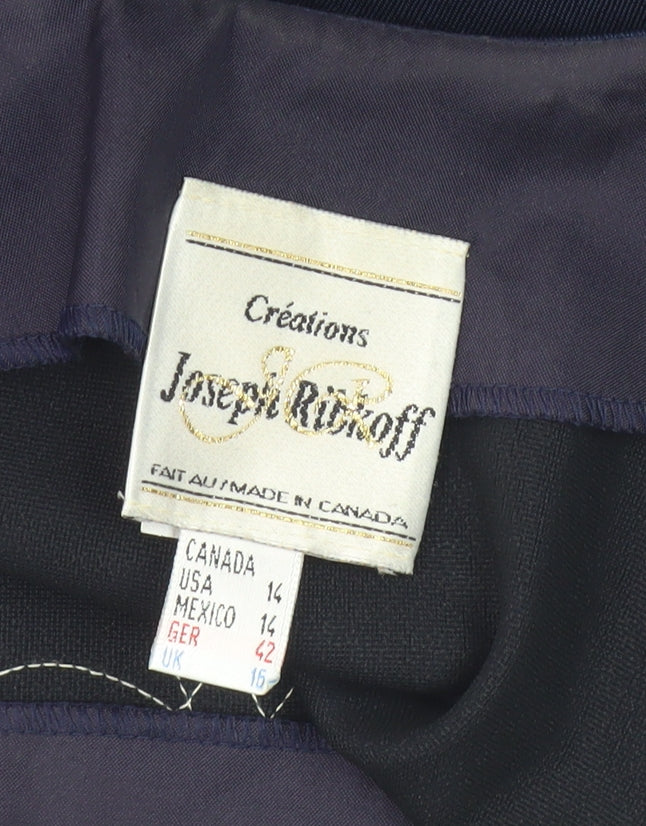 Créations
Joseph Ribkoff
FAIT AU / MADE IN CANADA
CANADA
USA 14
MEXICO 14
GER 42
UK 16